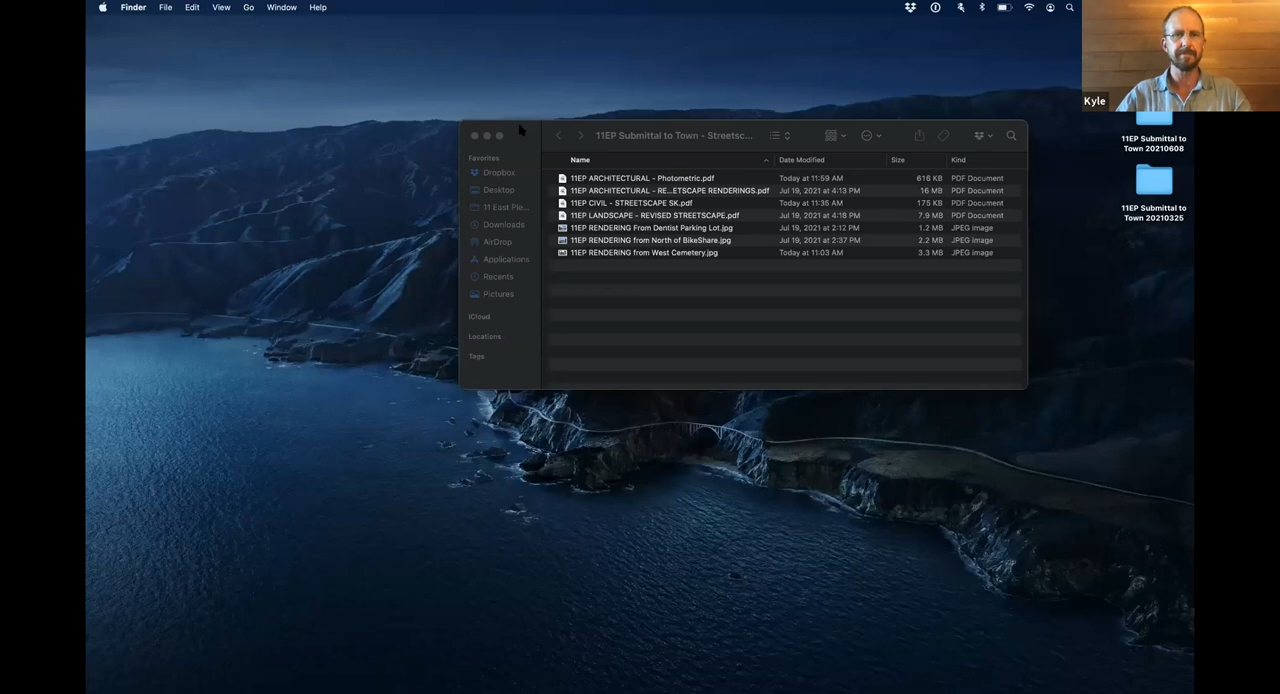 Finder File Edit View Go Window Help
Kyle
11EP Submittal to Town - Streetsc...
Favorites
Dropbox
Desktop
11 East Ple...
Downloads
AirDrop
Applications
Recents
Pictures
iCloud
Locations
Tags
Name Date Modified Size Kind
11EP ARCHITECTURAL - Photometric.pdf Today at 11:59 AM 616 KB PDF Document
11EP ARCHITECTURAL - RE...ETSCAPE RENDERINGS.pdf Jul 19, 2021 at 4:13 PM 16 MB PDF Document
11EP CIVIL - STREETSCAPE SK.pdf Today at 11:35 AM 175 KB PDF Document
11EP LANDSCAPE - REVISED STREETSCAPE.pdf Jul 19, 2021 at 4:18 PM 7.9 MB PDF Document
11EP RENDERING From Dentist Parking Lot.jpg Jul 19, 2021 at 2:12 PM 1.2 MB JPEG image
11EP RENDERING from North of BikeShare.jpg Jul 19, 2021 at 2:37 PM 2.2 MB JPEG image
11EP RENDERING from West Cemetery.jpg Today at 11:03 AM 3.3 MB JPEG image
11EP Submittal to
Town 20210608
11EP Submittal to
Town 20210325